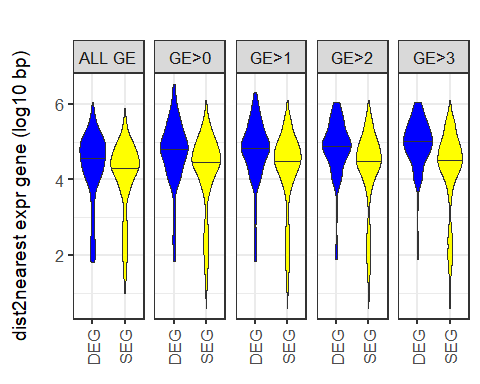 dist2nearest expr gene (log10 bp)
ALL GE GE>0 GE>1 GE>2 GE>3
6
4
2
DEG SEG DEG SEG DEG SEG DEG SEG DEG SEG